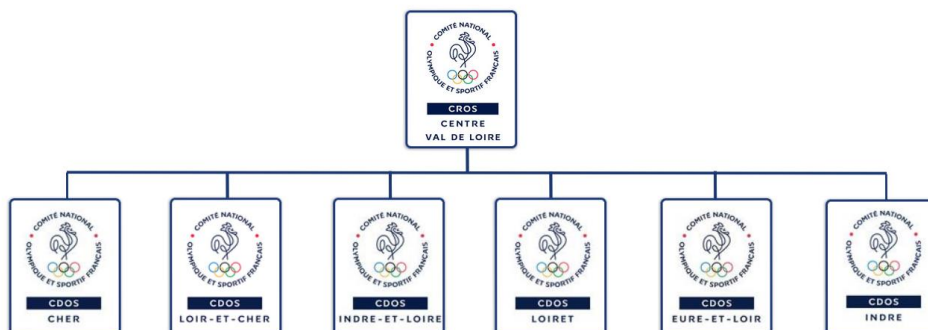 COMITÉ NATIONAL
OLYMPIQUE ET SPORTIF FRANÇAIS
CROS
CENTRE
VAL DE LOIRE
COMITÉ NATIONAL
OLYMPIQUE ET SPORTIF FRANÇAIS
CDOS
CHER
COMITÉ NATIONAL
OLYMPIQUE ET SPORTIF FRANÇAIS
CDOS
LOIR-ET-CHER
COMITÉ NATIONAL
OLYMPIQUE ET SPORTIF FRANÇAIS
CDOS
INDRE-ET-LOIRE
COMITÉ NATIONAL
OLYMPIQUE ET SPORTIF FRANÇAIS
CDOS
LOIRET
COMITÉ NATIONAL
OLYMPIQUE ET SPORTIF FRANÇAIS
CDOS
EURE-ET-LOIR
COMITÉ NATIONAL
OLYMPIQUE ET SPORTIF FRANÇAIS
CDOS
INDRE